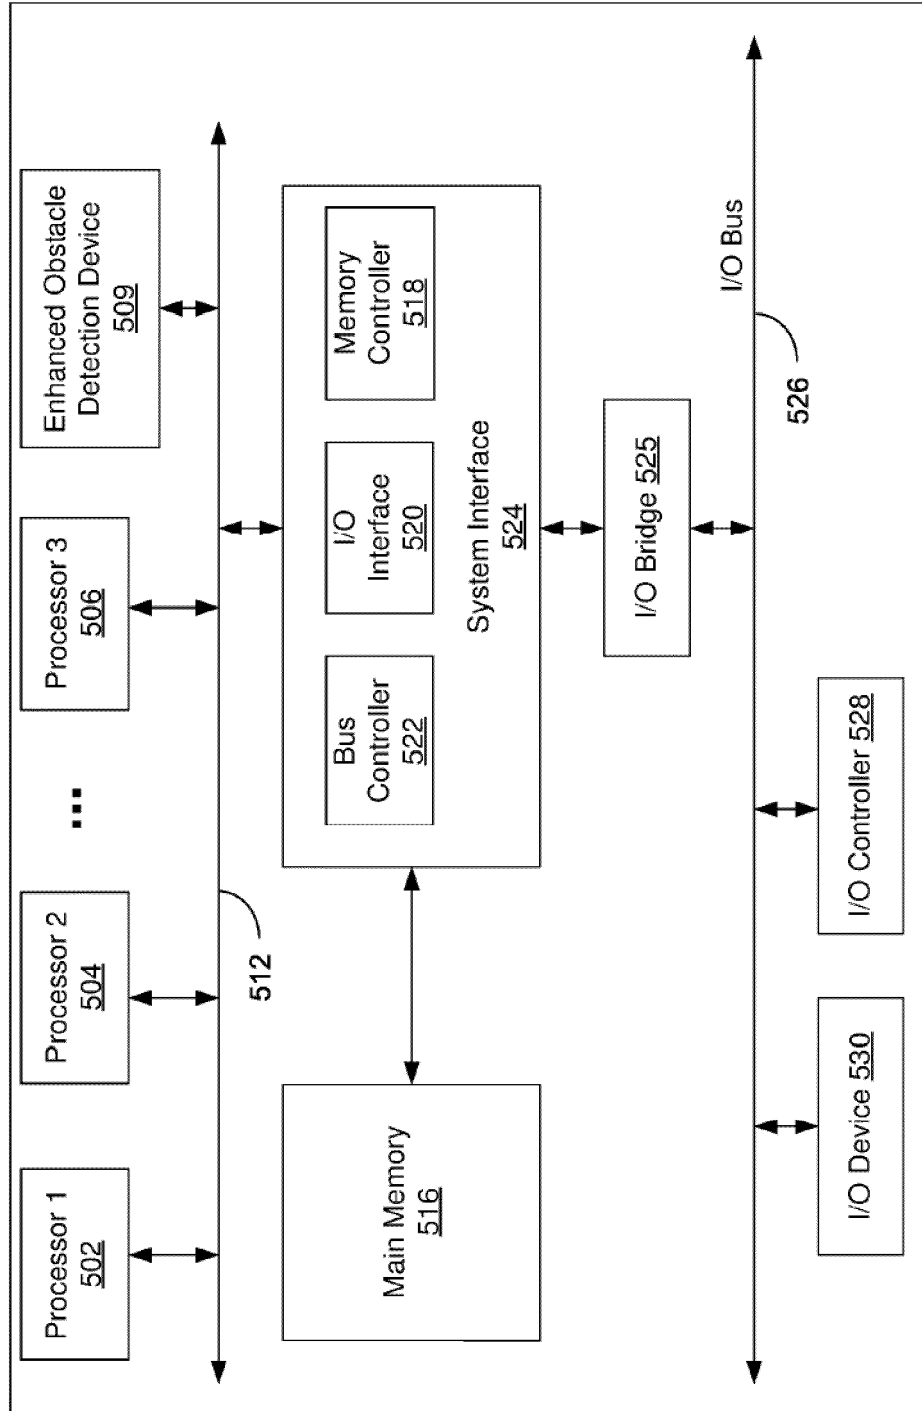 Processor 1
502
Processor 2
504
...
Processor 3
506
Enhanced Obstacle
Detection Device
509
512
Main Memory
516
Bus
Controller
522
I/O
Interface
520
Memory
Controller
518
System Interface
524
I/O Bridge 525
I/O Bus
526
I/O Device 530
I/O Controller 528